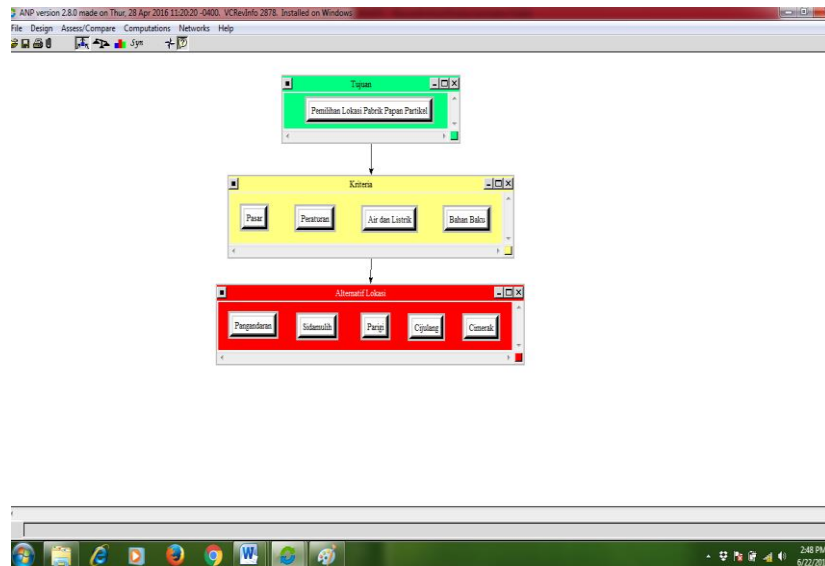 ANP version 2.8.0 made on Thur, 28 Apr 2016 11:20:20 -0400. VCRevInfo 2878. Installed on Windows
File Design Assess/Compare Computations Networks Help
Syn
Tujuan
Pemilihan Lokasi Pabrik Papan Partikel
Kriteria
Pasar Peraturan Air dan Listrik Bahan Baku
Alternatif Lokasi
Pangandaran Sidamulih Parigi Cijulang Cimerak
2:48 PM